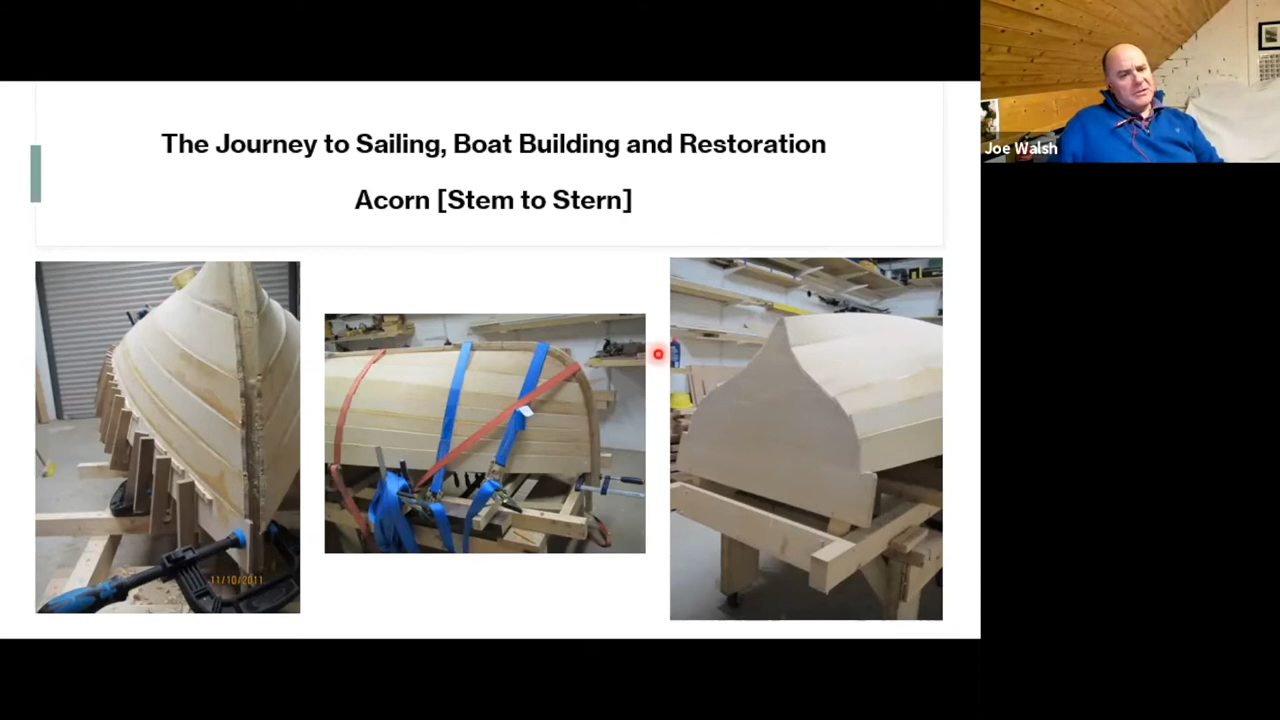 The Journey to Sailing, Boat Building and Restoration
Acorn [Stem to Stern]
Joe Walsh
11/10/2011